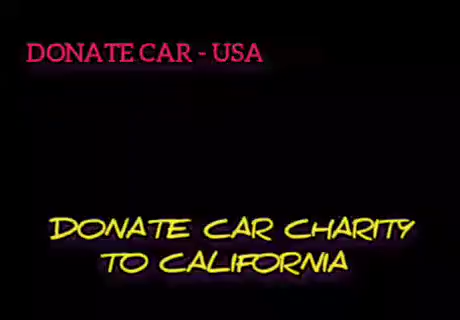 DONATE CAR - USA
DONATE CAR CHARITY
TO CALIFORNIA